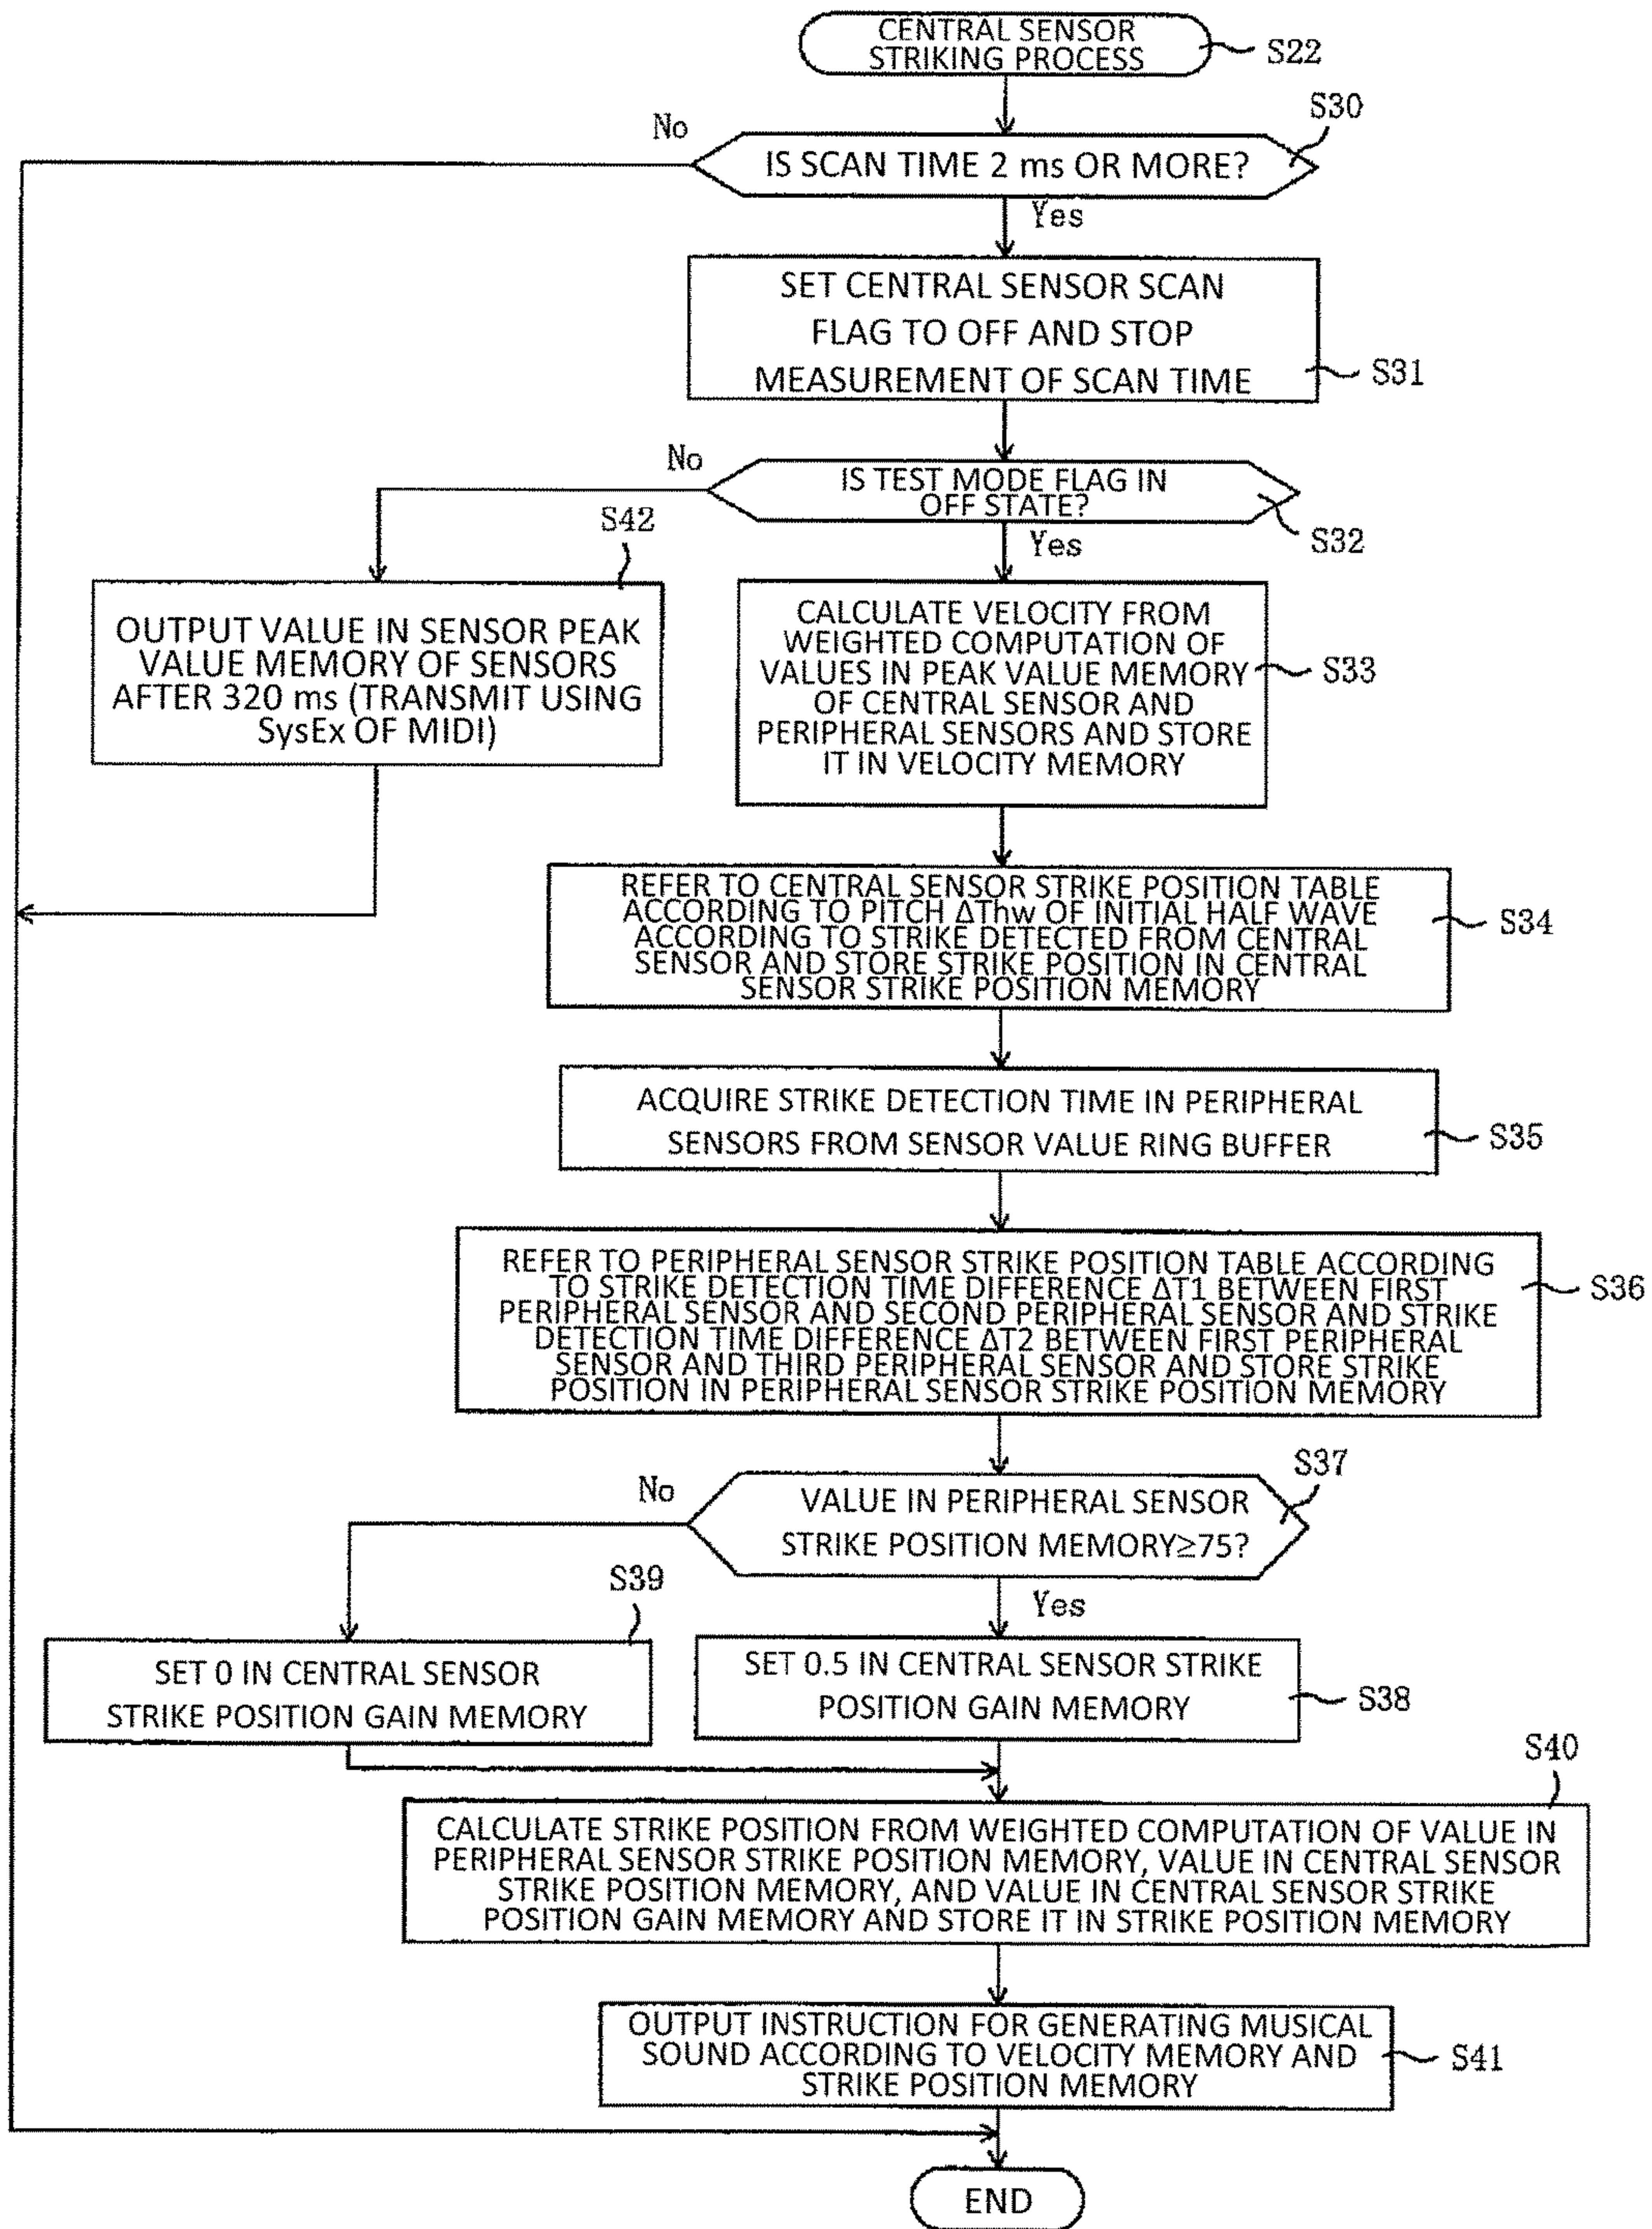 CENTRAL SENSOR
STRIKING PROCESS
S22
S30
No
IS SCAN TIME 2 ms OR MORE?
Yes
SET CENTRAL SENSOR SCAN
FLAG TO OFF AND STOP
MEASUREMENT OF SCAN TIME
S31
No
IS TEST MODE FLAG IN
OFF STATE?
S32
Yes
S42
OUTPUT VALUE IN SENSOR PEAK
VALUE MEMORY OF SENSORS
AFTER 320 ms (TRANSMIT USING
SysEx OF MIDI)
CALCULATE VELOCITY FROM
WEIGHTED COMPUTATION OF
VALUES IN PEAK VALUE MEMORY
OF CENTRAL SENSOR AND
PERIPHERAL SENSORS AND STORE
IT IN VELOCITY MEMORY
S33
REFER TO CENTRAL SENSOR STRIKE POSITION TABLE
ACCORDING TO PITCH ΔThw OF INITIAL HALF WAVE
ACCORDING TO STRIKE DETECTED FROM CENTRAL
SENSOR AND STORE STRIKE POSITION IN CENTRAL
SENSOR STRIKE POSITION MEMORY
S34
ACQUIRE STRIKE DETECTION TIME IN PERIPHERAL
SENSORS FROM SENSOR VALUE RING BUFFER
S35
REFER TO PERIPHERAL SENSOR STRIKE POSITION TABLE ACCORDING
TO STRIKE DETECTION TIME DIFFERENCE ΔT1 BETWEEN FIRST
PERIPHERAL SENSOR AND SECOND PERIPHERAL SENSOR AND STRIKE
DETECTION TIME DIFFERENCE ΔT2 BETWEEN FIRST PERIPHERAL
SENSOR AND THIRD PERIPHERAL SENSOR AND STORE STRIKE
POSITION IN PERIPHERAL SENSOR STRIKE POSITION MEMORY
S36
S37
No
VALUE IN PERIPHERAL SENSOR
STRIKE POSITION MEMORY≥75?
Yes
S39
SET 0 IN CENTRAL SENSOR
STRIKE POSITION GAIN MEMORY
SET 0.5 IN CENTRAL SENSOR STRIKE
POSITION GAIN MEMORY
S38
S40
CALCULATE STRIKE POSITION FROM WEIGHTED COMPUTATION OF VALUE IN
PERIPHERAL SENSOR STRIKE POSITION MEMORY, VALUE IN CENTRAL SENSOR
STRIKE POSITION MEMORY, AND VALUE IN CENTRAL SENSOR STRIKE
POSITION GAIN MEMORY AND STORE IT IN STRIKE POSITION MEMORY
OUTPUT INSTRUCTION FOR GENERATING MUSICAL
SOUND ACCORDING TO VELOCITY MEMORY AND
STRIKE POSITION MEMORY
S41
END